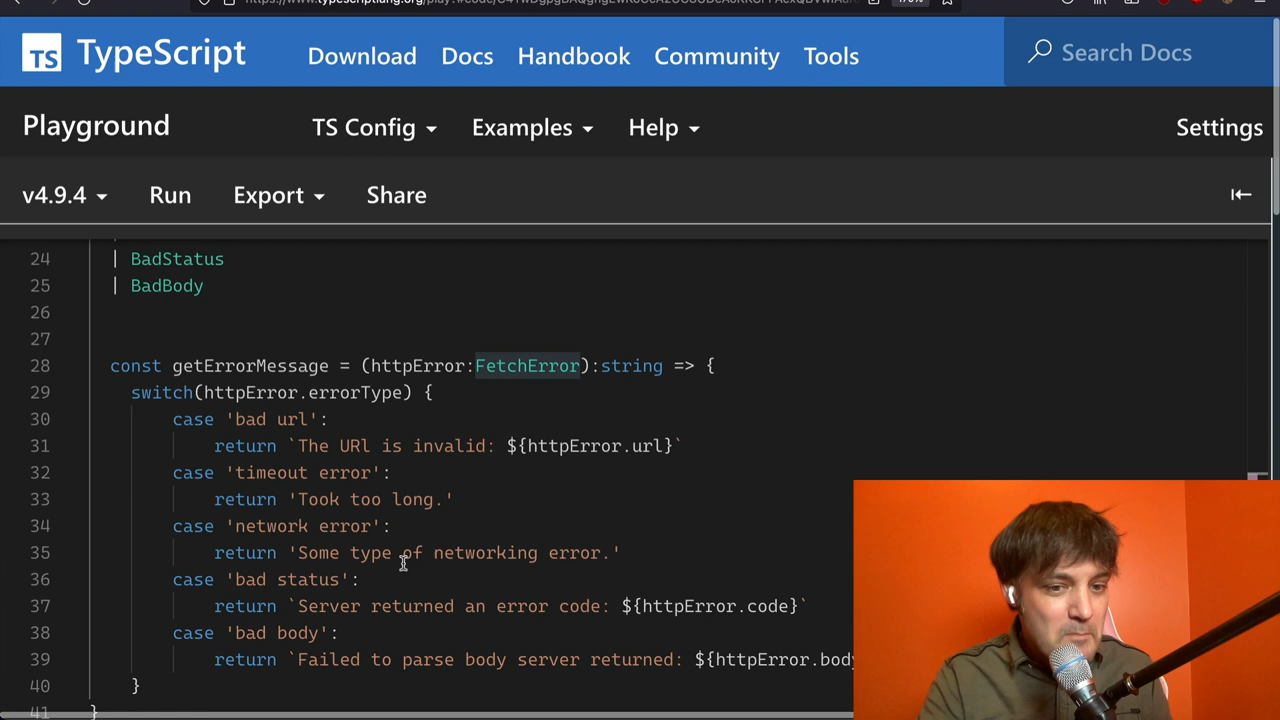 TS TypeScript Download Docs Handbook Community Tools Search Docs
Playground TS Config Examples Help Settings
v4.9.4 Run Export Share
24 | BadStatus
25 | BadBody
26
27
28 const getErrorMessage = (httpError:FetchError):string => {
29 switch(httpError.errorType) {
30 case 'bad url':
31 return `The URl is invalid: ${httpError.url}`
32 case 'timeout error':
33 return 'Took too long.'
34 case 'network error':
35 return 'Some type of networking error.'
36 case 'bad status':
37 return `Server returned an error code: ${httpError.code}`
38 case 'bad body':
39 return `Failed to parse body server returned: ${httpError.body
40 }
41 }